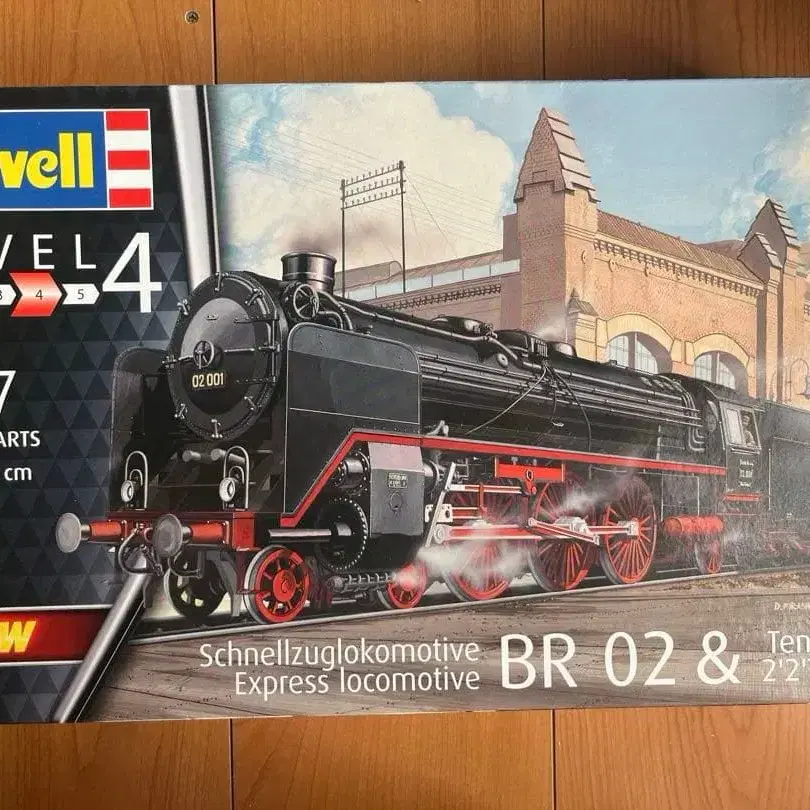 vell
VEL 4
3 4 5
7
ARTS
cm
02 001
W
Schnellzuglokomotive
Express locomotive
BR 02 &
Ten
2'2'
D.FRA